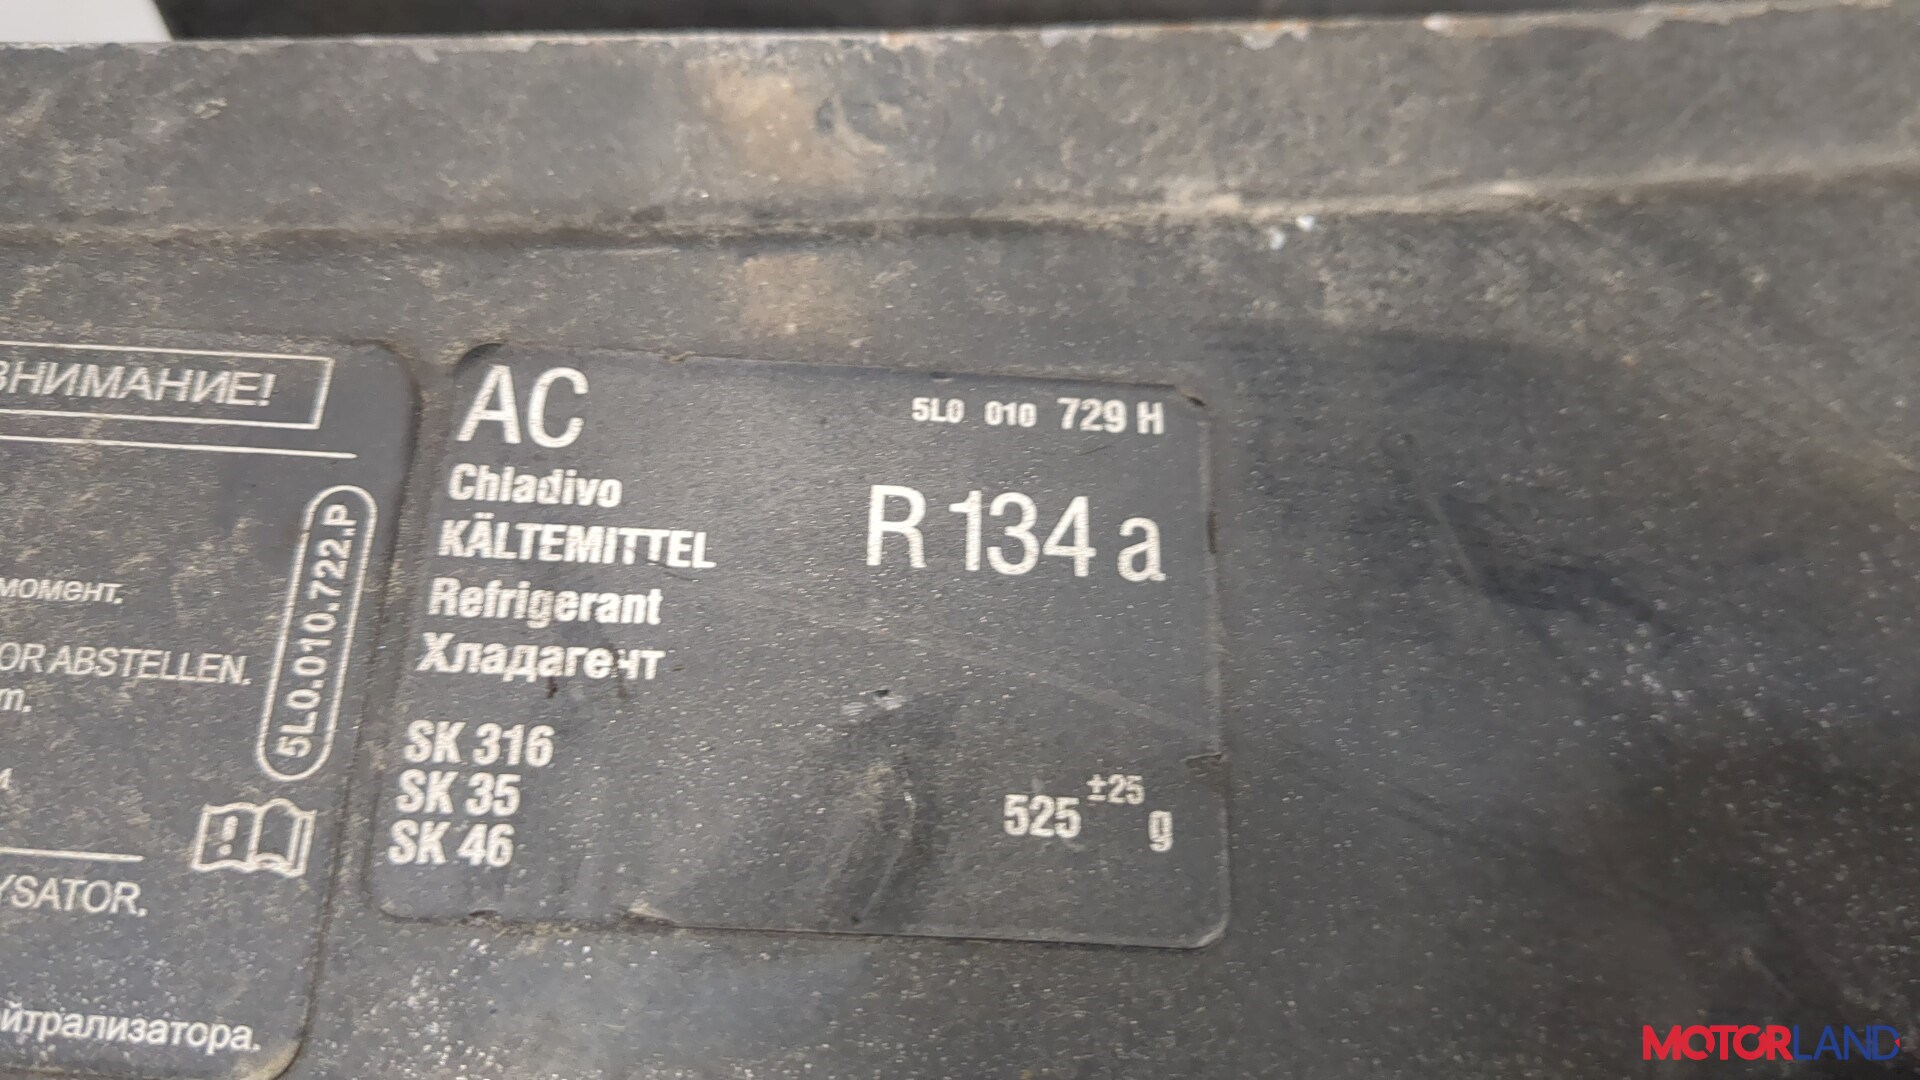 ВНИМАНИЕ!
момент.
OR ABSTELLEN.
m.
YSATOR.
йтрализатора.
5L0.010.722.P
AC
5L0 010 729 H
Chladivo
KÄLTEMITTEL
Refrigerant
Хладагент
R 134 a
SK 316
SK 35
SK 46
525 ±25 g
MOTORLAND